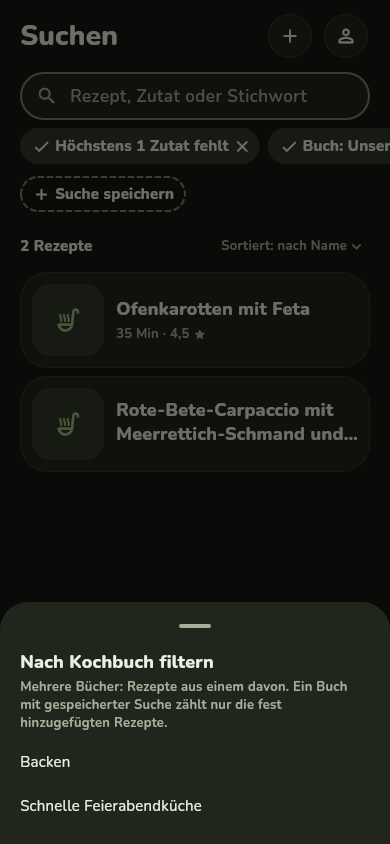 Suchen
Rezept, Zutat oder Stichwort
Höchstens 1 Zutat fehlt
Buch: Unser
Suche speichern
2 Rezepte
Sortiert: nach Name
Ofenkarotten mit Feta
35 Min · 4,5 ★
Rote-Bete-Carpaccio mit
Meerrettich-Schmand und…
Nach Kochbuch filtern
Mehrere Bücher: Rezepte aus einem davon. Ein Buch
mit gespeicherter Suche zählt nur die fest
hinzugefügten Rezepte.
Backen
Schnelle Feierabendküche